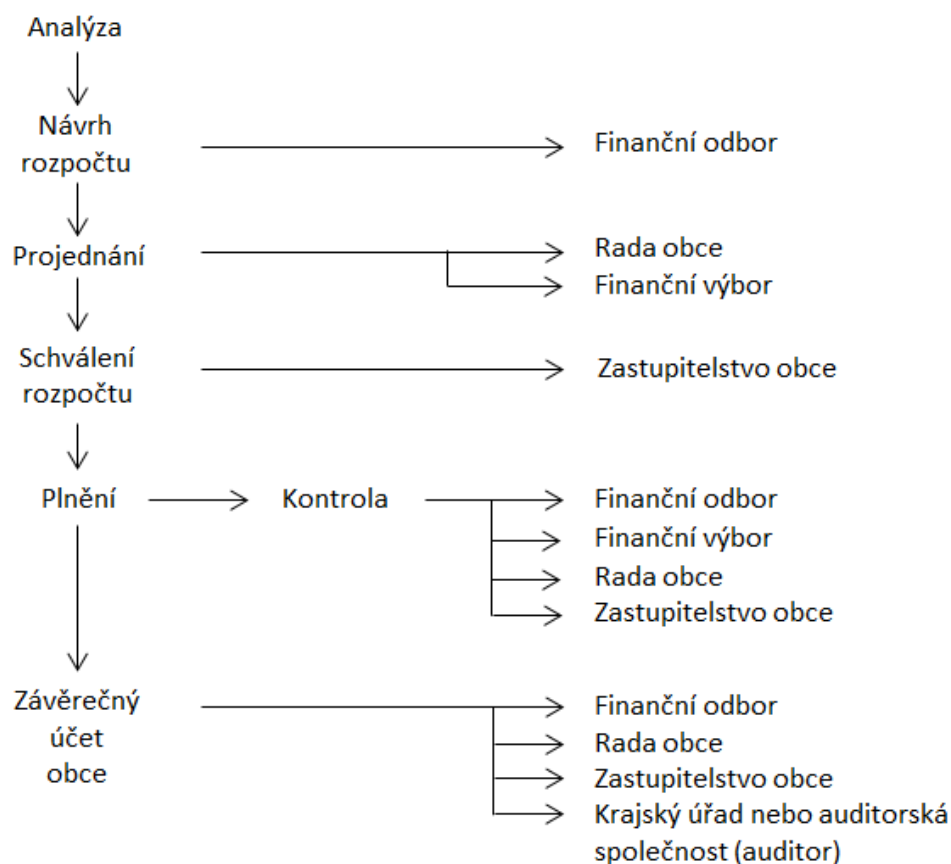 Analýza
Návrh
rozpočtu
Finanční odbor
Projednání
Rada obce
Finanční výbor
Schválení
rozpočtu
Zastupitelstvo obce
Plnění
Kontrola
Finanční odbor
Finanční výbor
Rada obce
Zastupitelstvo obce
Závěrečný
účet
obce
Finanční odbor
Rada obce
Zastupitelstvo obce
Krajský úřad nebo auditorská
společnost (auditor)